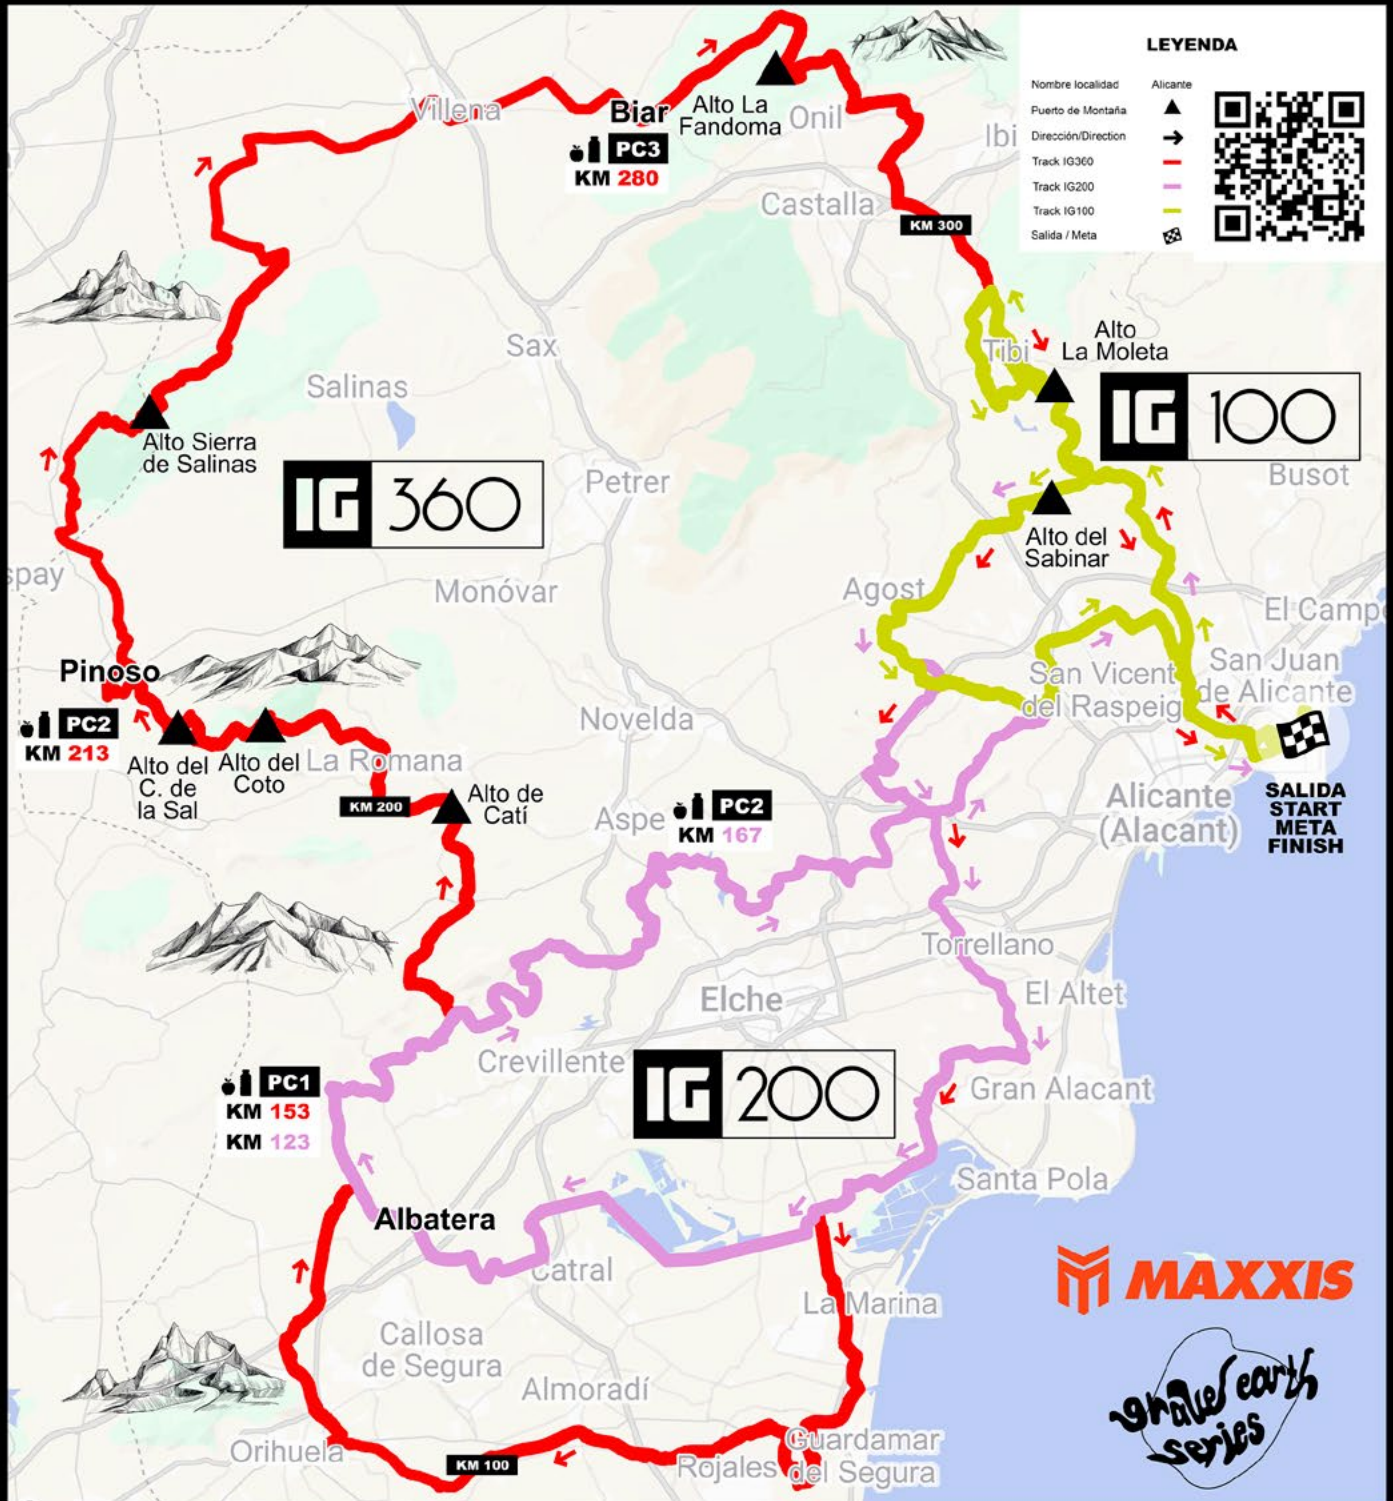 LEYENDA
Nombre localidad Alicante
Puerto de Montaña
Dirección/Direction
Track IG360
Track IG200
Track IG100
Salida / Meta
Villena
Biar
Alto La
Fandoma
Onil
Ibi
PC3
KM 280
Castalla
KM 300
Tibi
Alto
La Moleta
Sax
Salinas
IG 100
Alto Sierra
de Salinas
IG 360
Petrer
Busot
Alto del
Sabinar
spay
Monóvar
Agost
El Campe
Pinoso
San Vicent
del Raspeig
San Juan
de Alicante
PC2
KM 213
Novelda
Alto del
C. de
la Sal
Alto del
Coto
La Romana
KM 200
Alto de
Catí
Aspe
PC2
KM 167
Alicante
(Alacant)
SALIDA
START
META
FINISH
Torrellano
Elche
El Altet
Crevillente
IG 200
PC1
KM 153
KM 123
Gran Alacant
Santa Pola
Albatera
Catral
La Marina
MAXXIS
Callosa
de Segura
Almoradí
gravel earth
series
Orihuela
KM 100
Rojales
Guardamar
del Segura